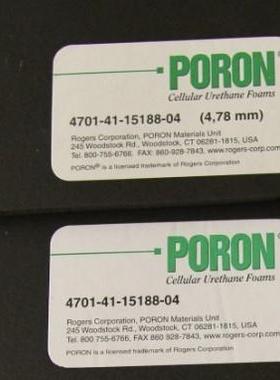 PORON®
Cellular Urethane Foams
4701-41-15188-04 (4,78 mm)
Rogers Corporation, PORON Materials Unit
245 Woodstock Rd., Woodstock, CT 06281-1815, USA
Tel. 800-755-6766, FAX: 860-928-7843, www.rogers-corp.com
PORON® is a licensed trademark of Rogers Corporation
PORON
Cellular Urethane Foams
4701-41-15188-04
Rogers Corporation, PORON Materials Unit
245 Woodstock Rd., Woodstock, CT 06281-1815, USA
Tel. 800 755-6766, FAX: 860-928-7843, www.rogers-corp.com
PORON is a licensed trademark of Rogers Corporation